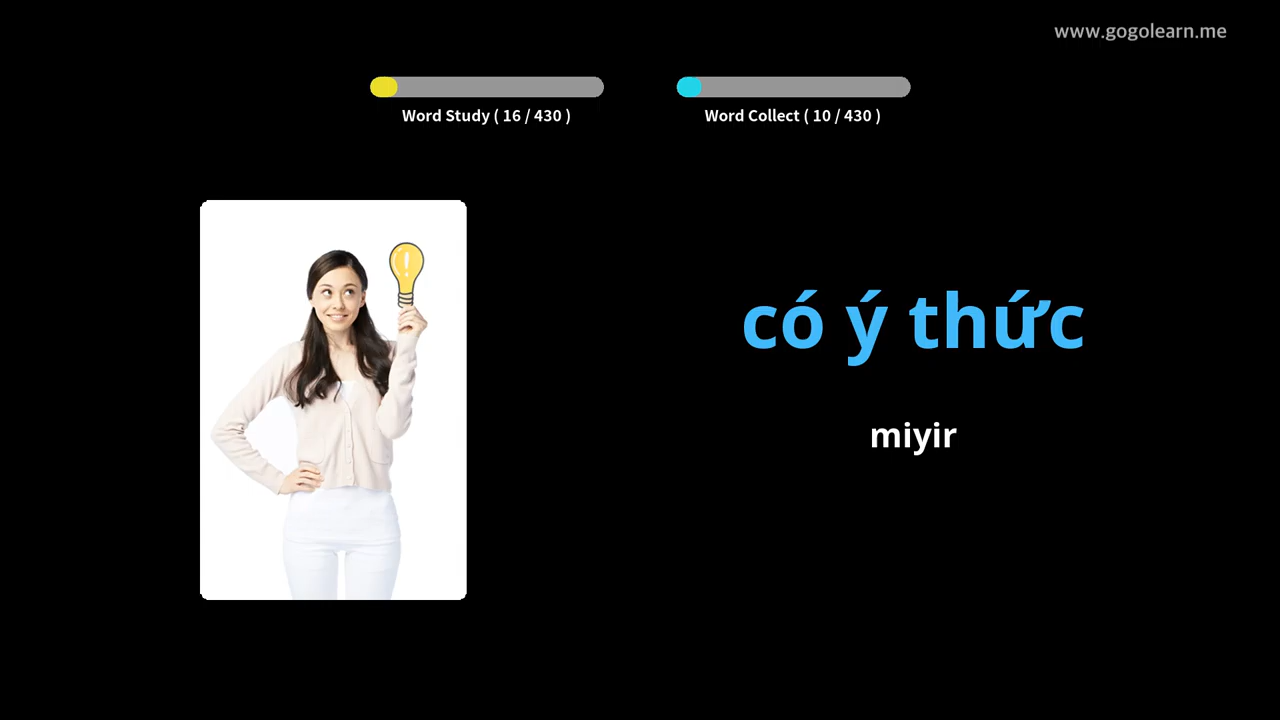 www.gogolearn.me
Word Study ( 16 / 430 )
Word Collect ( 10 / 430 )
có ý thức
miyir